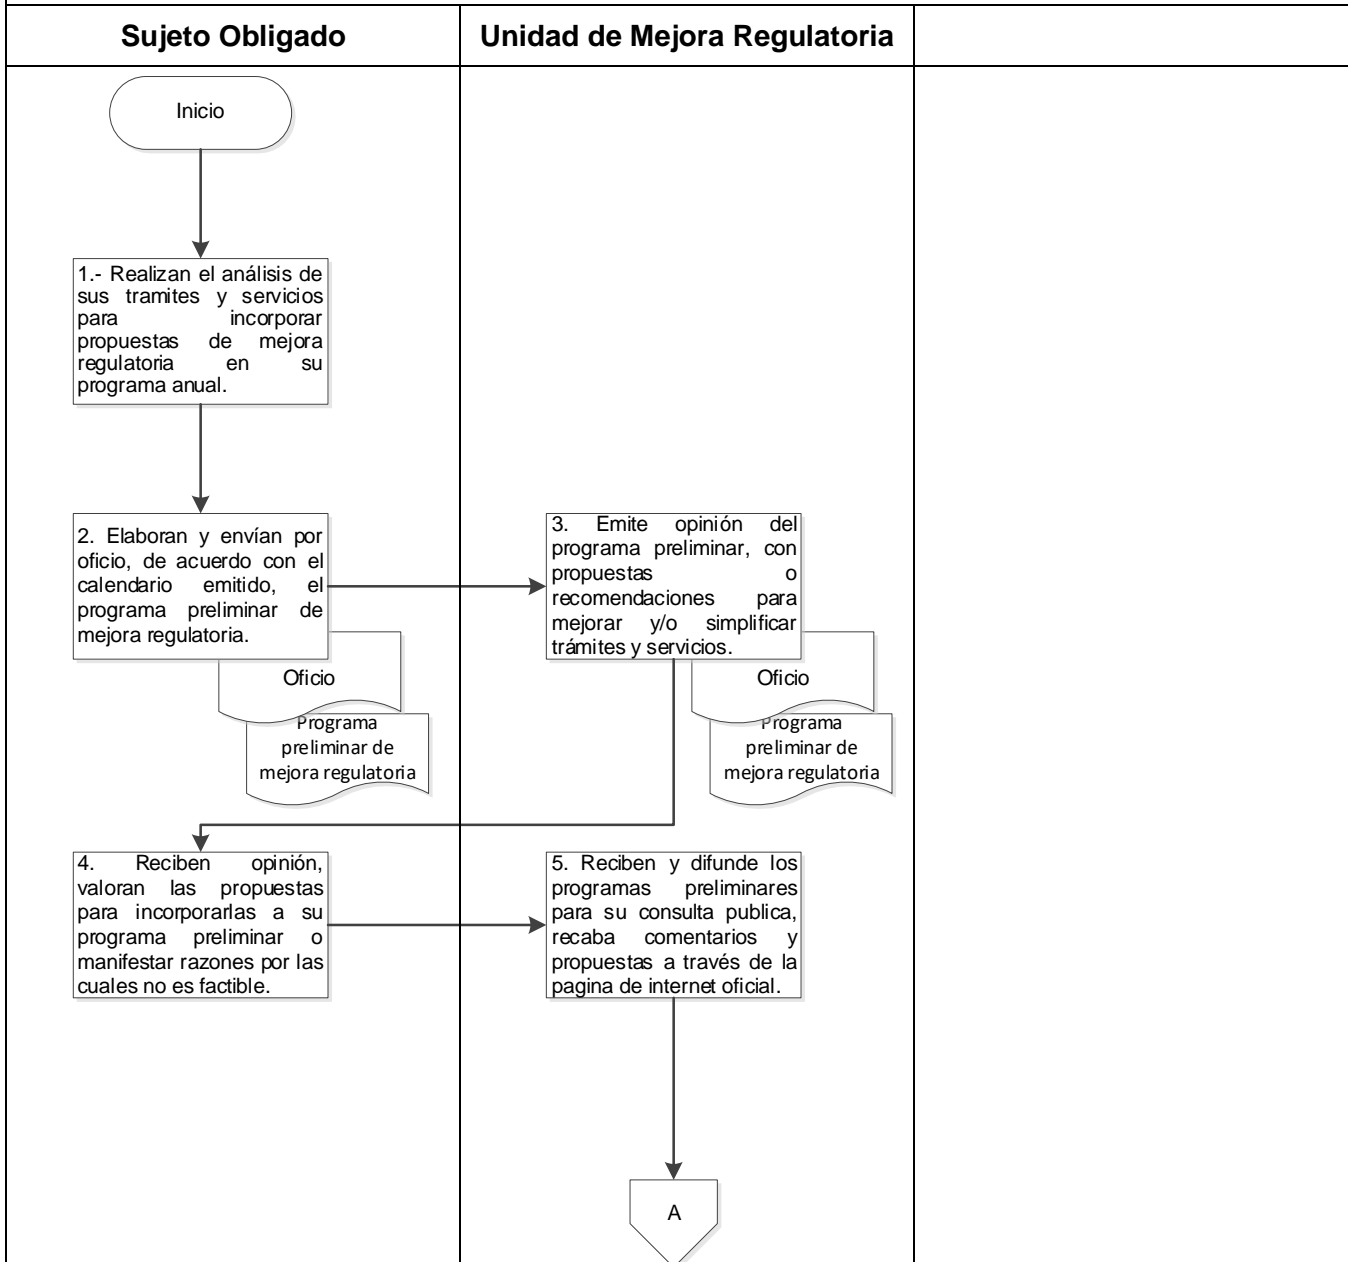 Sujeto Obligado
Unidad de Mejora Regulatoria
Inicio
1.- Realizan el análisis de
sus tramites y servicios
para incorporar
propuestas de mejora
regulatoria en su
programa anual.
2. Elaboran y envían por
oficio, de acuerdo con el
calendario emitido, el
programa preliminar de
mejora regulatoria.
Oficio
Programa
preliminar de
mejora regulatoria
3. Emite opinión del
programa preliminar, con
propuestas o
recomendaciones para
mejorar y/o simplificar
trámites y servicios.
Oficio
Programa
preliminar de
mejora regulatoria
4. Reciben opinión,
valoran las propuestas
para incorporarlas a su
programa preliminar o
manifestar razones por las
cuales no es factible.
5. Reciben y difunde los
programas preliminares
para su consulta publica,
recaba comentarios y
propuestas a través de la
pagina de internet oficial.
A